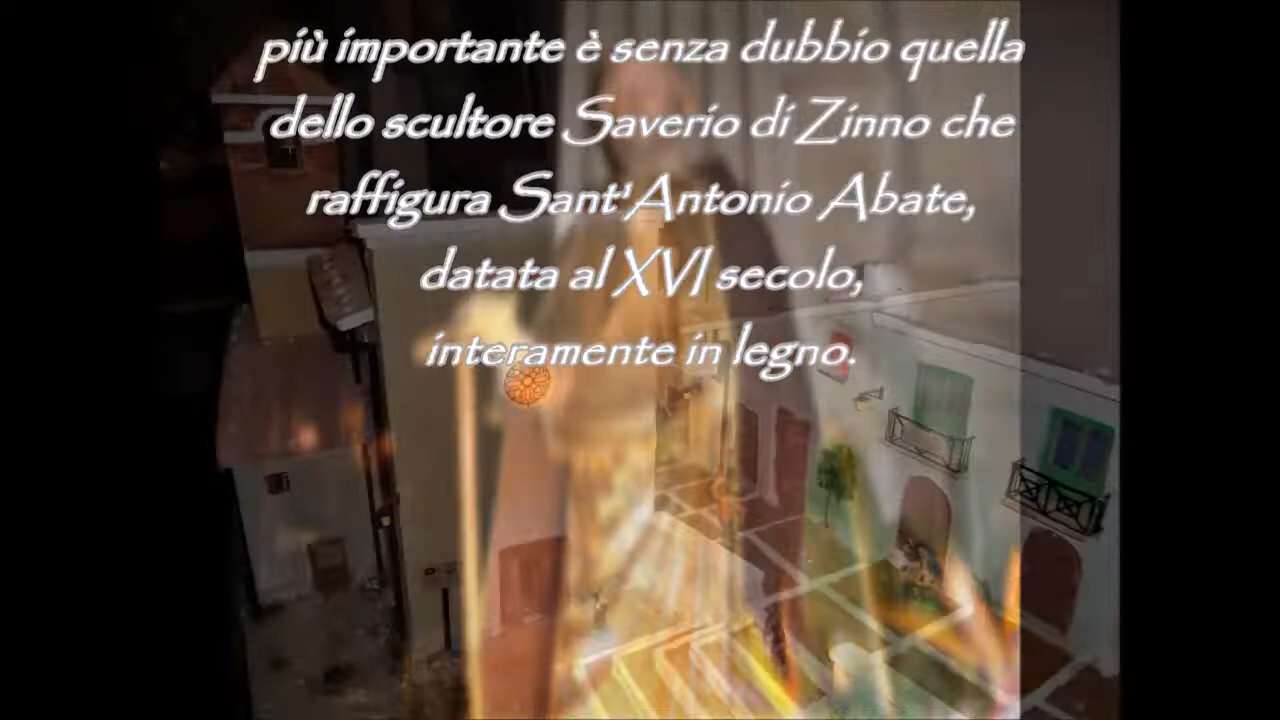 più importante è senza dubbio quella
dello scultore Saverio di Zinno che
raffigura Sant'Antonio Abate,
datata al XVI secolo,
interamente in legno.